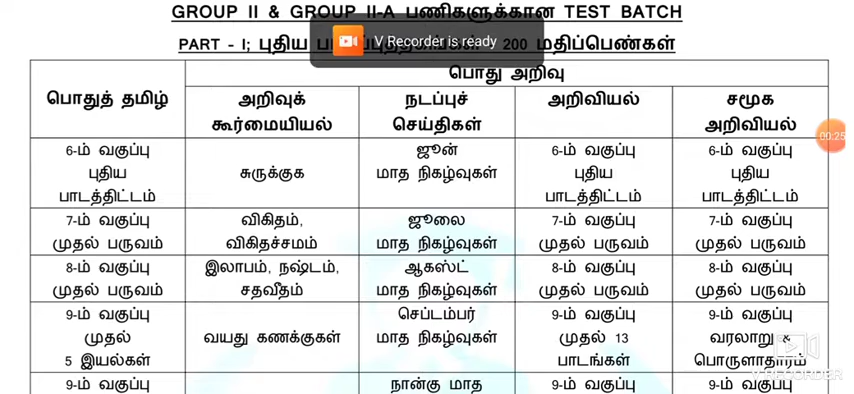 GROUP II & GROUP II-A பணிகளுக்கான TEST BATCH
PART - I; புதிய 200 மதிப்பெண்கள்
V Recorder is ready
பொதுத் தமிழ்
பொது அறிவு
அறிவுக் கூர்மையியல்
நடப்புச் செய்திகள்
அறிவியல்
சமூக அறிவியல்
00:25
6-ம் வகுப்பு
புதிய
பாடத்திட்டம்
சுருக்குக
ஜூன்
மாத நிகழ்வுகள்
6-ம் வகுப்பு
புதிய
பாடத்திட்டம்
6-ம் வகுப்பு
புதிய
பாடத்திட்டம்
7-ம் வகுப்பு
முதல் பருவம்
விகிதம்,
விகிதச்சமம்
ஜூலை
மாத நிகழ்வுகள்
7-ம் வகுப்பு
முதல் பருவம்
7-ம் வகுப்பு
முதல் பருவம்
8-ம் வகுப்பு
முதல் பருவம்
இலாபம், நஷ்டம்,
சதவீதம்
ஆகஸ்ட்
மாத நிகழ்வுகள்
8-ம் வகுப்பு
முதல் பருவம்
8-ம் வகுப்பு
முதல் பருவம்
9-ம் வகுப்பு
முதல்
5 இயல்கள்
வயது கணக்குகள்
செப்டம்பர்
மாத நிகழ்வுகள்
9-ம் வகுப்பு
முதல் 13
பாடங்கள்
9-ம் வகுப்பு
வரலாறு &
பொருளாதாரம்
V RECORDER
9-ம் வகுப்பு
நான்கு மாத
9-ம் வகுப்பு
9-ம் வகுப்பு